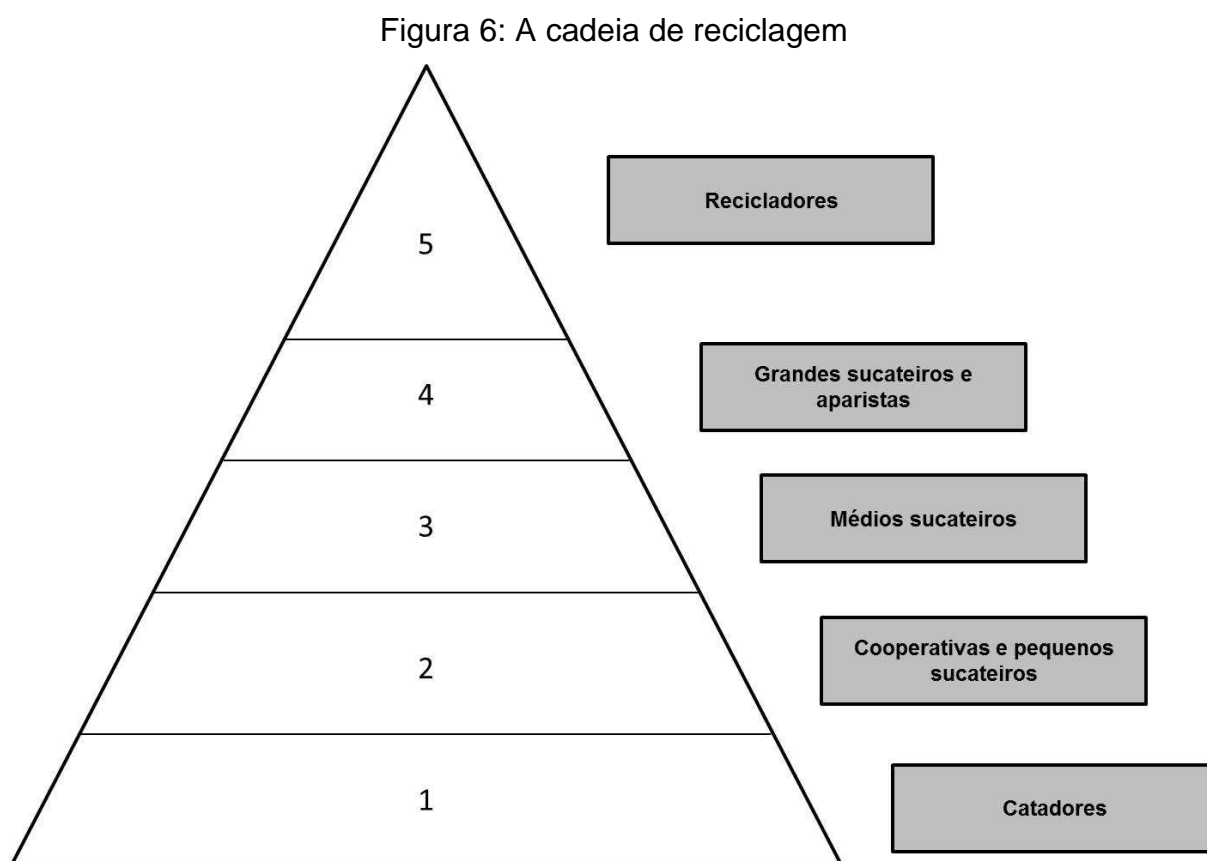 Figura 6: A cadeia de reciclagem
Recicladores
5
Grandes sucateiros e
aparistas
4
Médios sucateiros
3
Cooperativas e pequenos
sucateiros
2
Catadores
1